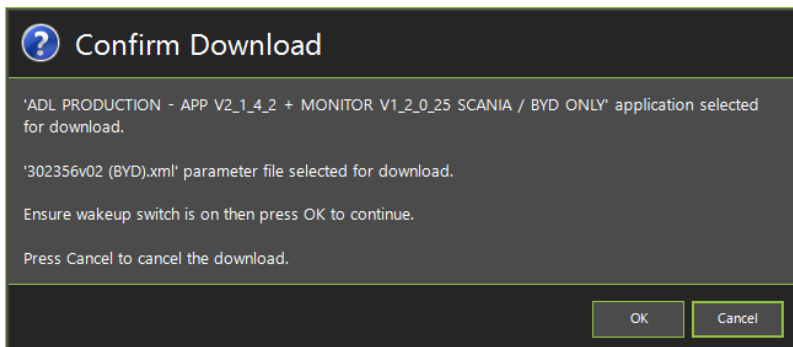 Confirm Download
'ADL PRODUCTION - APP V2_1_4_2 + MONITOR V1_2_0_25 SCANIA / BYD ONLY' application selected
for download.
'302356v02 (BYD).xml' parameter file selected for download.
Ensure wakeup switch is on then press OK to continue.
Press Cancel to cancel the download.
OK
Cancel